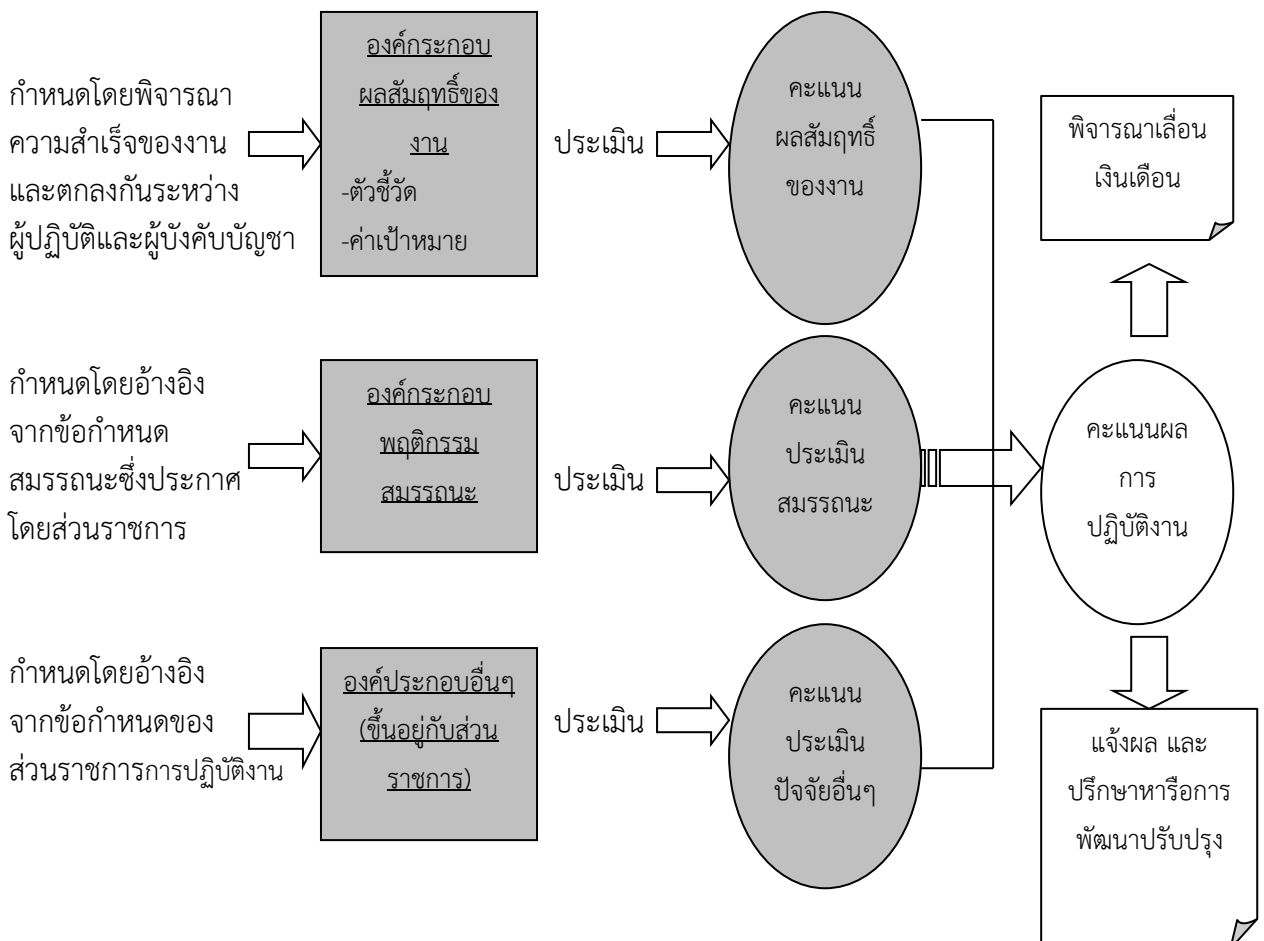 กำหนดโดยพิจารณา
ความสำเร็จของงาน
และตกลงกันระหว่าง
ผู้ปฏิบัติและผู้บังคับบัญชา
องค์กระกอบ
ผลสัมฤทธิ์ของ
งาน
-ตัวชี้วัด
-ค่าเป้าหมาย
ประเมิน
คะแนน
ผลสัมฤทธิ์
ของงาน
พิจารณาเลื่อน
เงินเดือน
กำหนดโดยอ้างอิง
จากข้อกำหนด
สมรรถนะซึ่งประกาศ
โดยส่วนราชการ
องค์กระกอบ
พฤติกรรม
สมรรถนะ
ประเมิน
คะแนน
ประเมิน
สมรรถนะ
คะแนนผล
การ
ปฏิบัติงาน
กำหนดโดยอ้างอิง
จากข้อกำหนดของ
ส่วนราชการการปฏิบัติงาน
องค์ประกอบอื่นๆ
(ขึ้นอยู่กับส่วน
ราชการ)
ประเมิน
คะแนน
ประเมิน
ปัจจัยอื่นๆ
แจ้งผล และ
ปรึกษาหารือการ
พัฒนาปรับปรุง